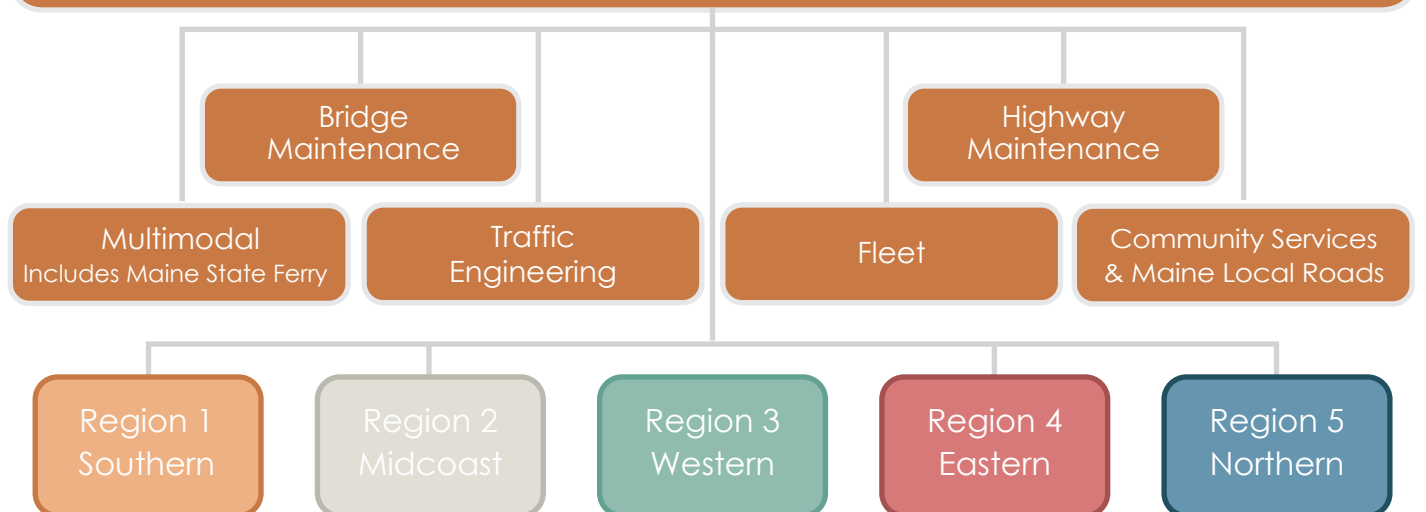 Bridge
Maintenance
Highway
Maintenance
Multimodal
Includes Maine State Ferry
Traffic
Engineering
Fleet
Community Services
& Maine Local Roads
Region 1
Southern
Region 2
Midcoast
Region 3
Western
Region 4
Eastern
Region 5
Northern